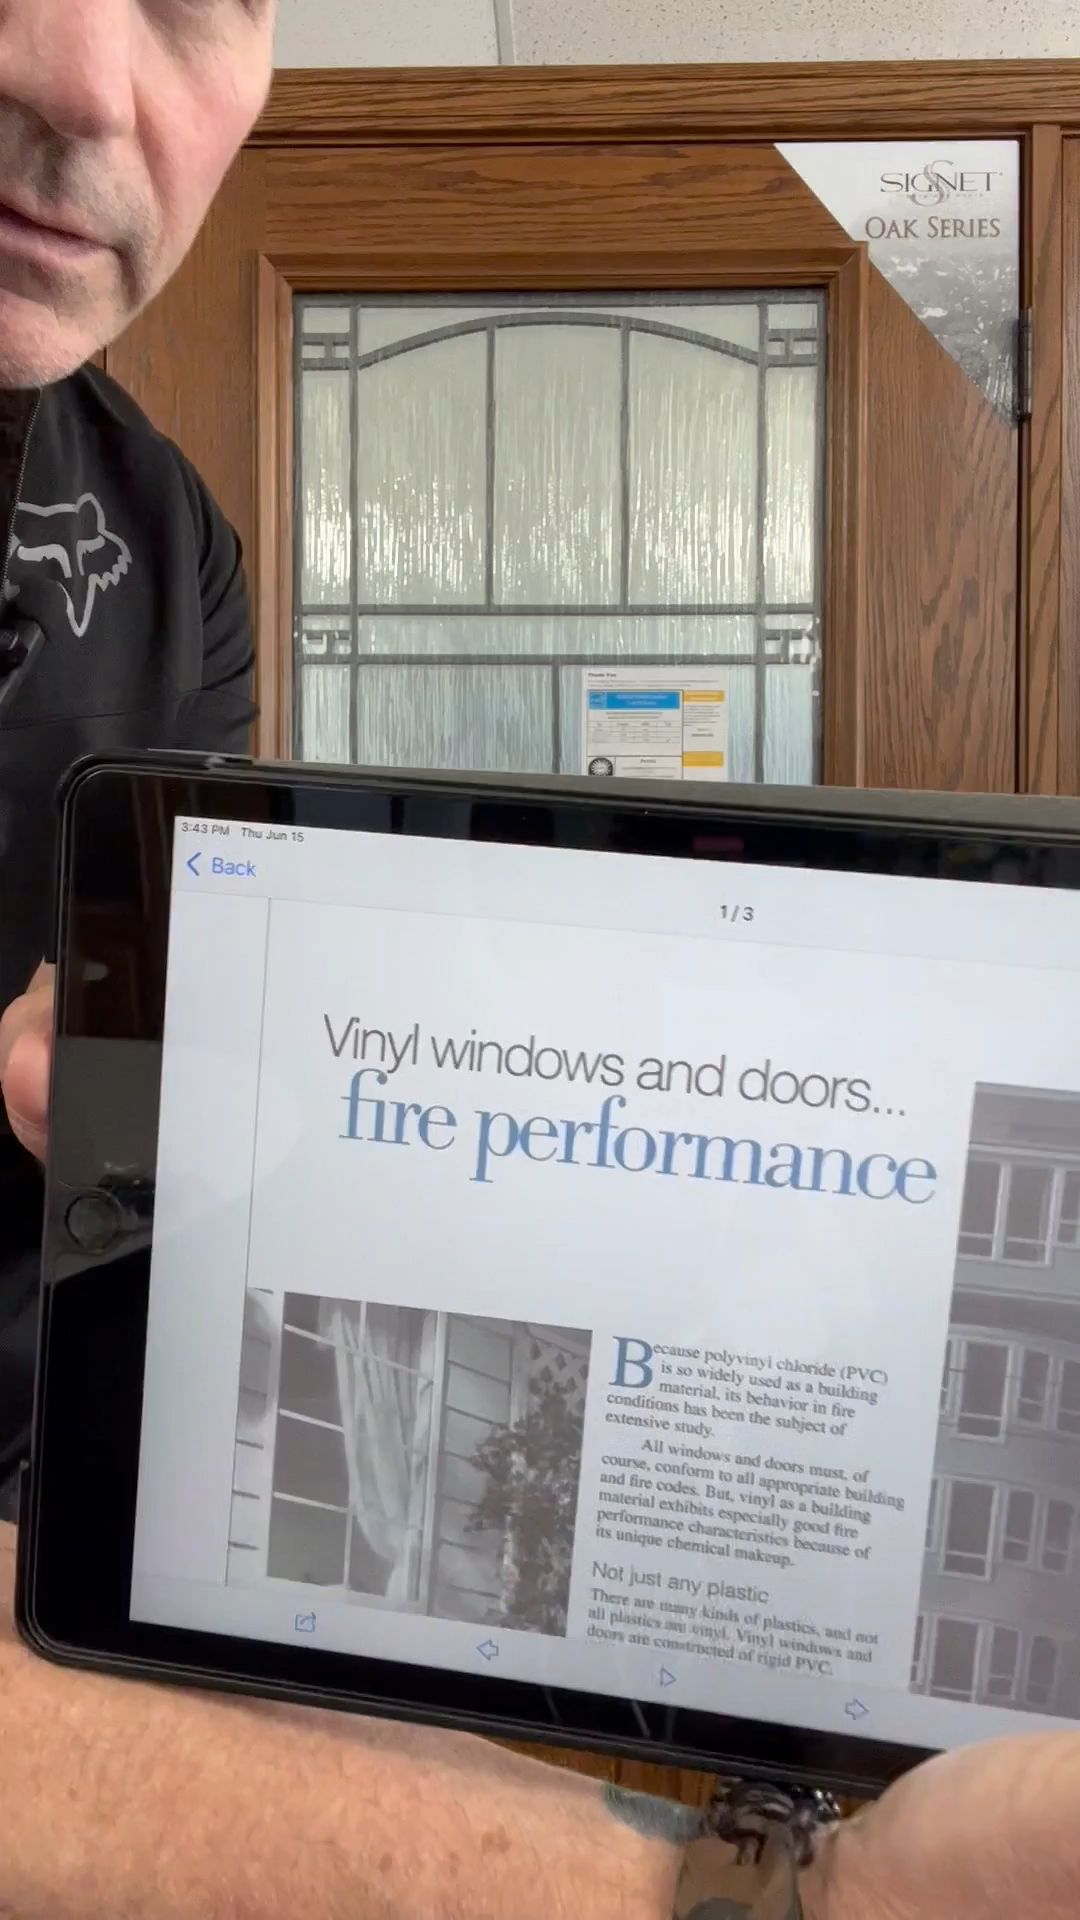 SIGNET
OAK SERIES
Thank You
3:43 PM Thu Jun 15
Back
1/3
Vinyl windows and doors...
fire performance
Because polyvinyl chloride (PVC)
is so widely used as a building
material, its behavior in fire
conditions has been the subject of
extensive study.
All windows and doors must, of
course, conform to all appropriate building
and fire codes. But, vinyl as a building
material exhibits especially good fire
performance characteristics because of
its unique chemical makeup.
Not just any plastic
There are many kinds of plastics, and not
all plastics are vinyl. Vinyl windows and
doors are constructed of rigid PVC.